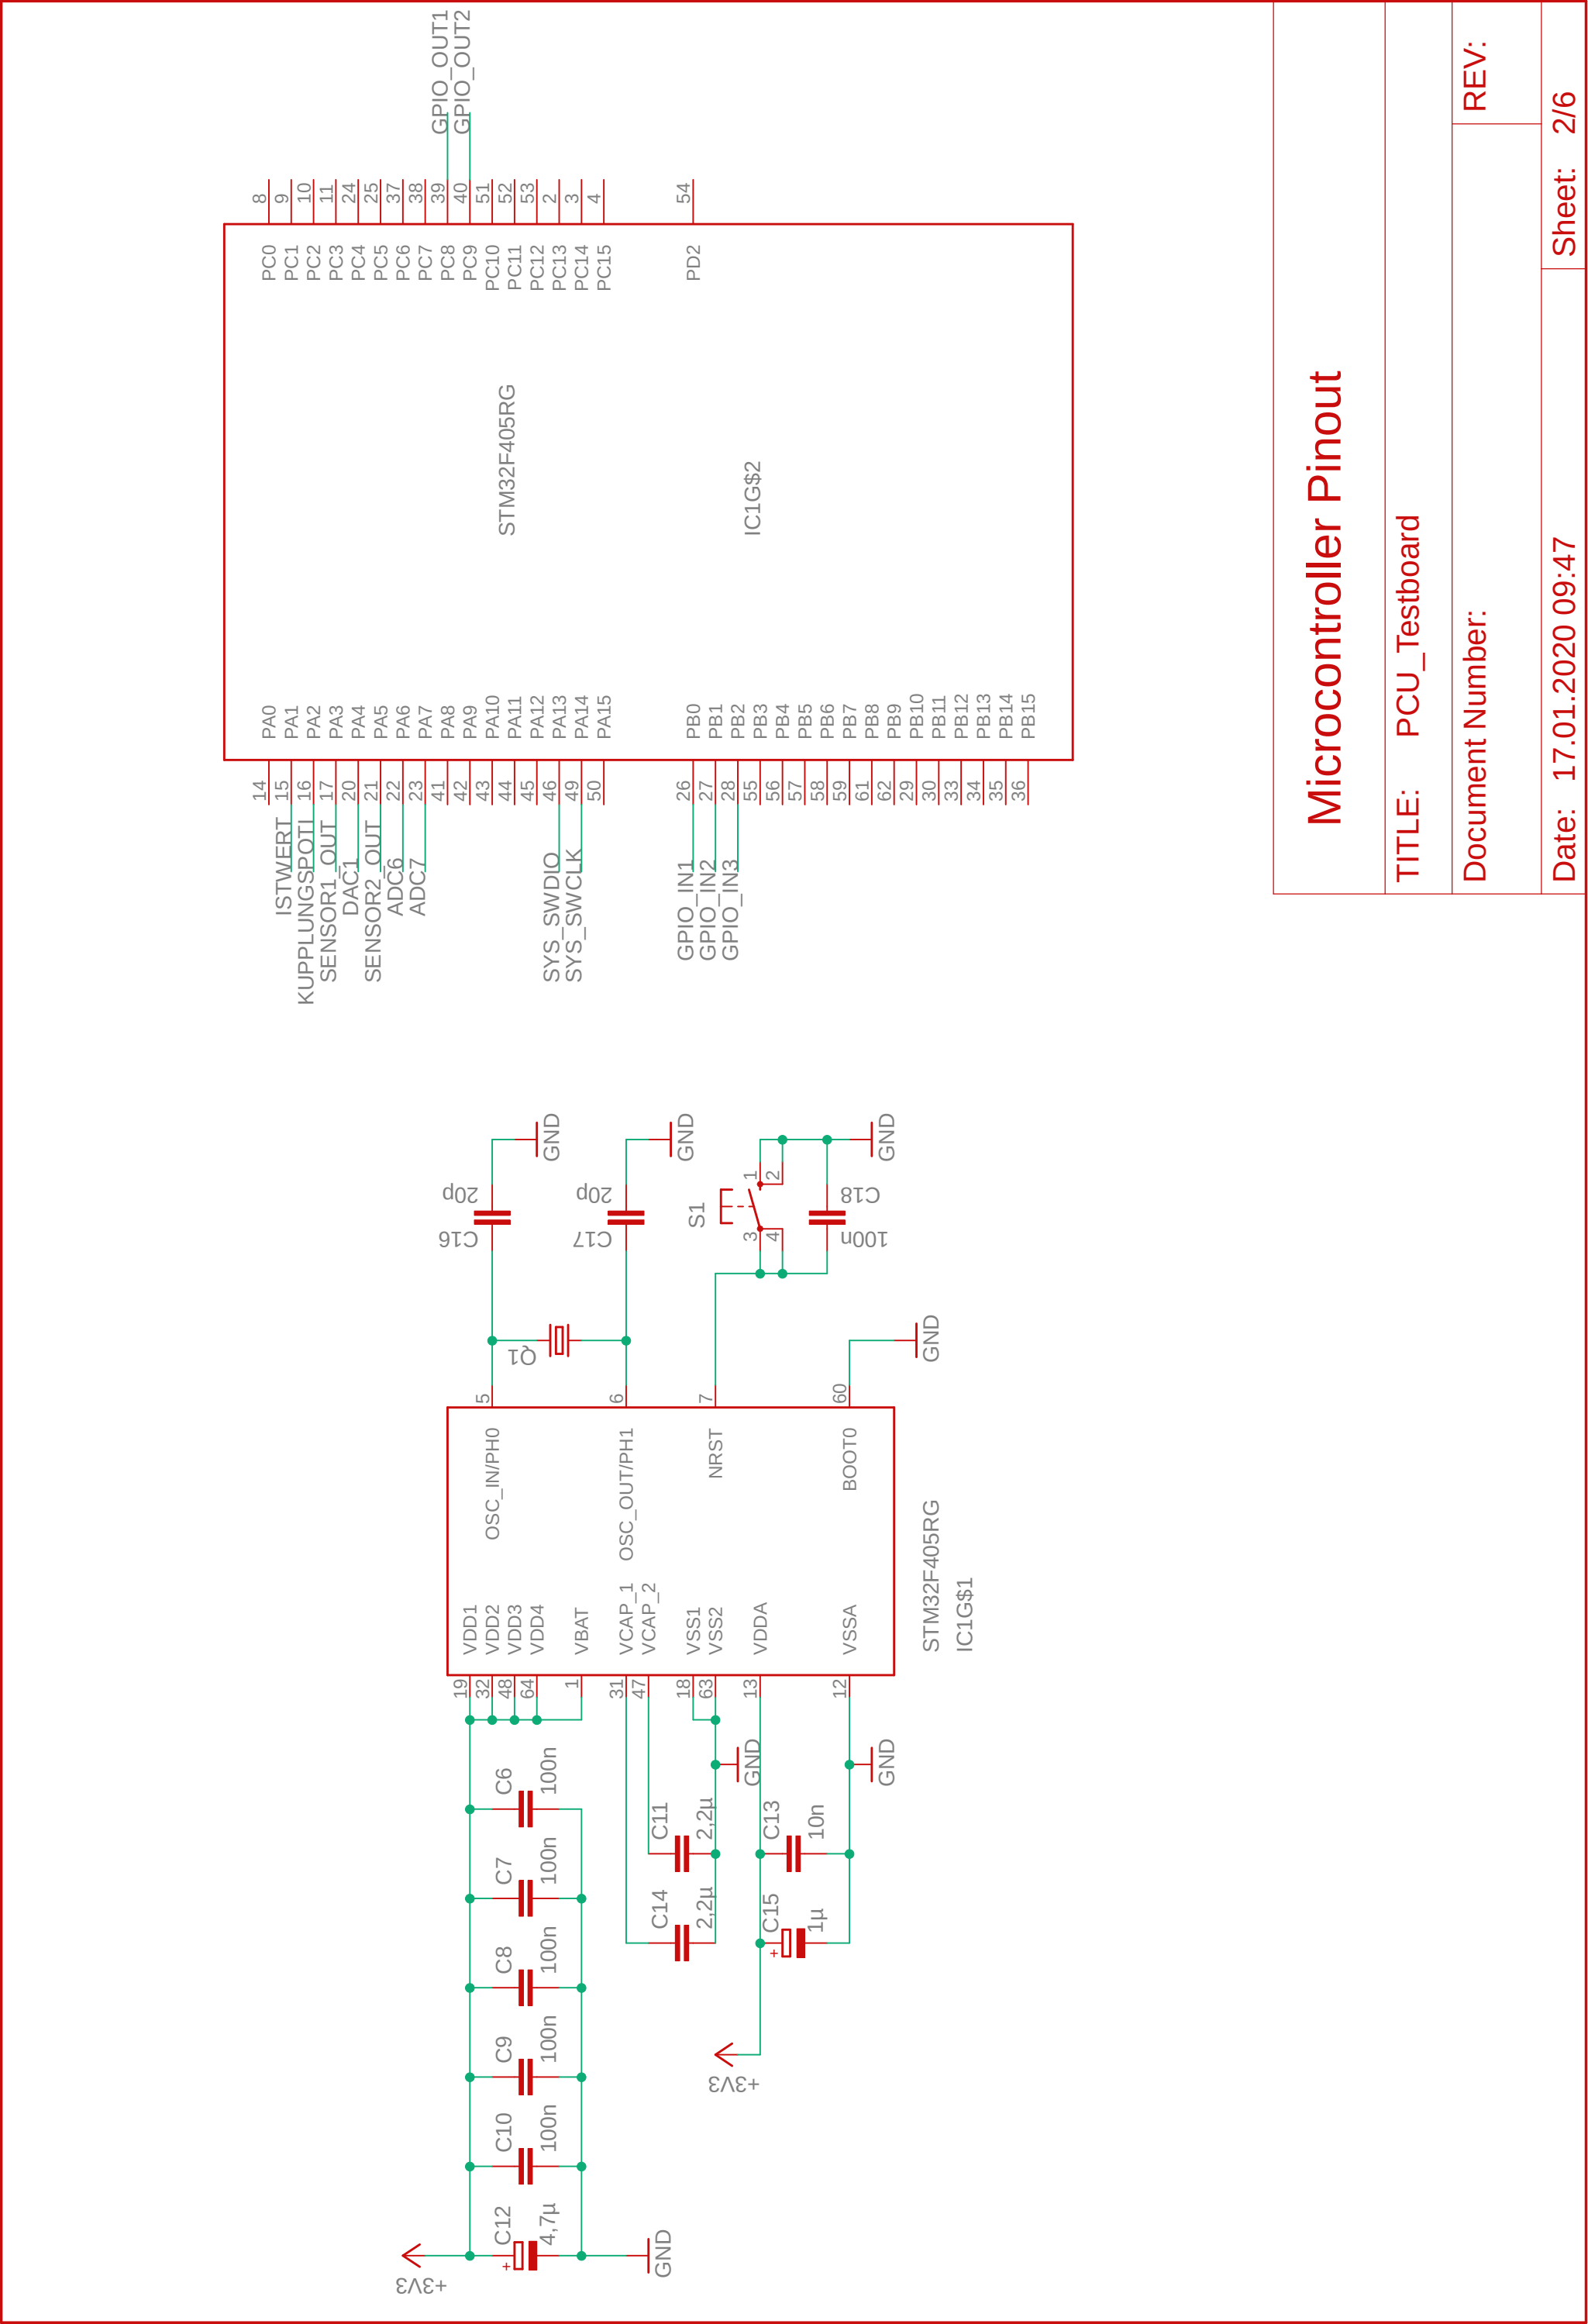 +3V3
C12
4,7µ
+
C10
100n
C9
100n
C8
100n
C7
100n
C6
100n
GND
19 VDD1
32 VDD2
48 VDD3
64 VDD4
1 VBAT
31 VCAP_1
47 VCAP_2
18 VSS1
63 VSS2
13 VDDA
12 VSSA
C14
2,2µ
C11
2,2µ
GND
+3V3
C15
1µ
+
C13
10n
GND
OSC_IN/PH0 5
OSC_OUT/PH1 6
NRST 7
BOOT0 60
STM32F405RG
IC1G$1
Q1
C16
20p
GND
C17
20p
GND
S1
3 1
4 2
100n
C18
GND
GND
ISTWERT
KUPPLUNGSPOTI
SENSOR1_OUT
DAC1
SENSOR2_OUT
ADC6
ADC7
SYS_SWDIO
SYS_SWCLK
GPIO_IN1
GPIO_IN2
GPIO_IN3
14 PA0
15 PA1
16 PA2
17 PA3
20 PA4
21 PA5
22 PA6
23 PA7
41 PA8
42 PA9
43 PA10
44 PA11
45 PA12
46 PA13
49 PA14
50 PA15
26 PB0
27 PB1
28 PB2
55 PB3
56 PB4
57 PB5
58 PB6
59 PB7
61 PB8
62 PB9
29 PB10
30 PB11
33 PB12
34 PB13
35 PB14
36 PB15
STM32F405RG
IC1G$2
PC0 8
PC1 9
PC2 10
PC3 11
PC4 24
PC5 25
PC6 37
PC7 38
PC8 39
PC9 40
PC10 51
PC11 52
PC12 53
PC13 2
PC14 3
PC15 4
PD2 54
GPIO_OUT1
GPIO_OUT2
Microcontroller Pinout
TITLE: PCU_Testboard
Document Number:
REV:
Date: 17.01.2020 09:47
Sheet: 2/6